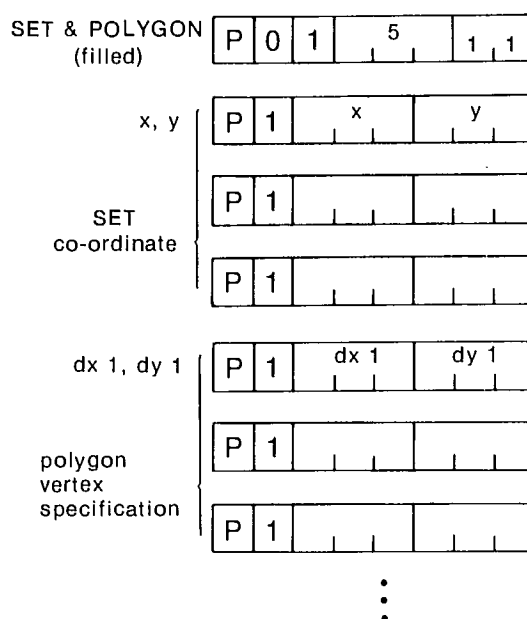 SET & POLYGON P 0 1 5 1 1
(filled)
x, y P 1 x y
P 1
SET
co-ordinate
P 1
dx 1, dy 1 P 1 dx 1 dy 1
P 1
polygon
vertex
specification P 1